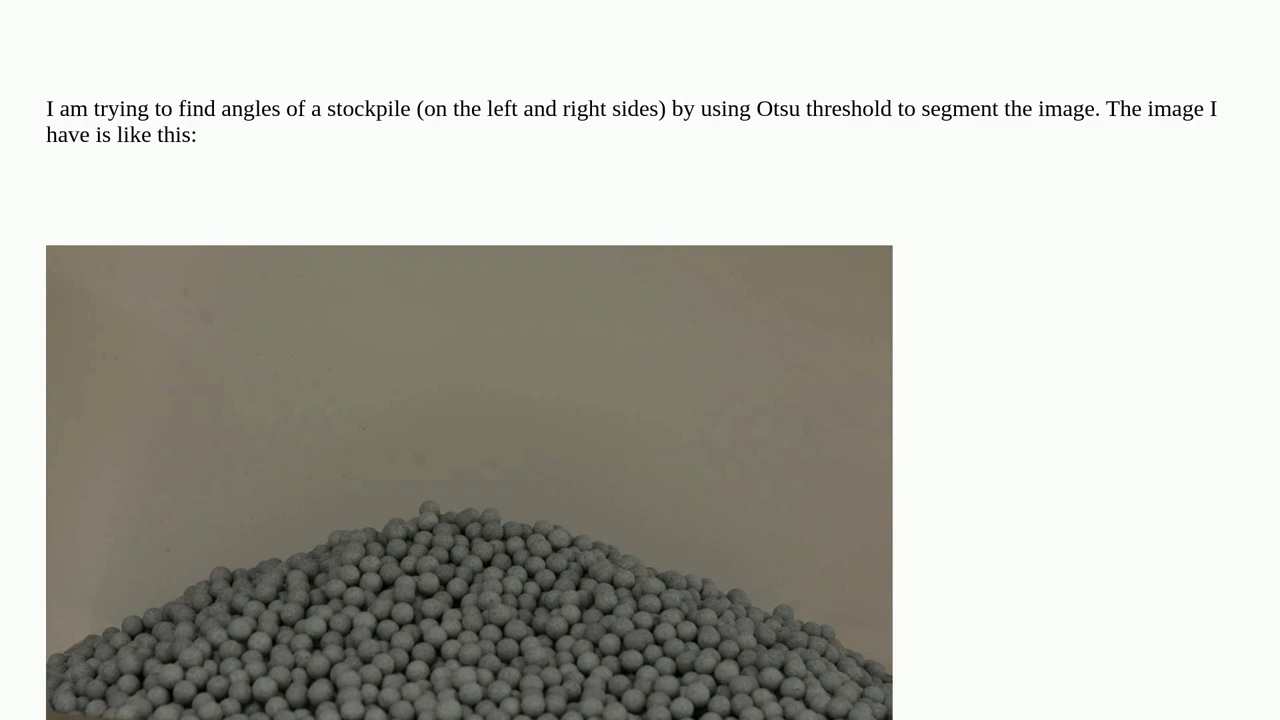 I am trying to find angles of a stockpile (on the left and right sides) by using Otsu threshold to segment the image. The image I
have is like this: